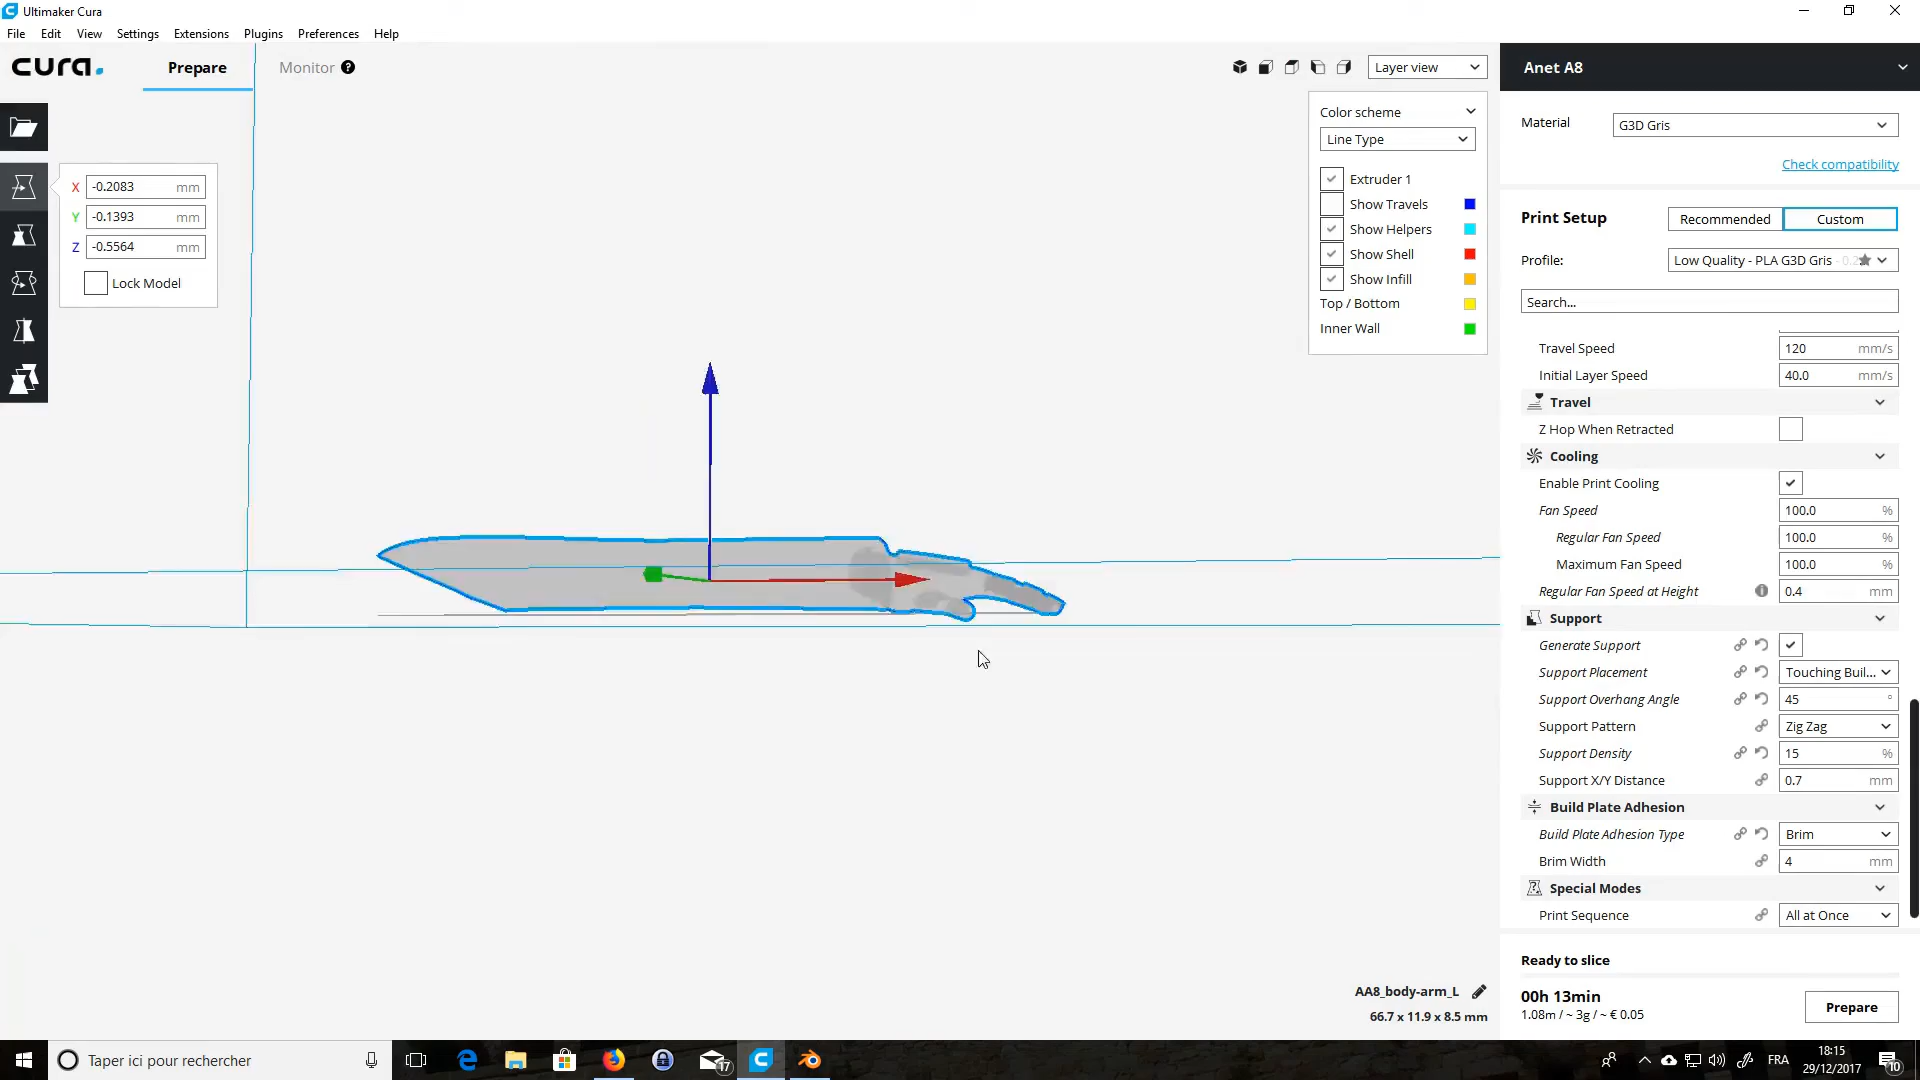 Ultimaker Cura
File Edit View Settings Extensions Plugins Preferences Help
cura. Prepare Monitor ?
Layer view
Anet A8
Color scheme
Line Type
Extruder 1
Show Travels
Show Helpers
Show Shell
Show Infill
Top / Bottom
Inner Wall
X -0.2083 mm
Y -0.1393 mm
Z -0.5564 mm
Lock Model
Material G3D Gris
Check compatibility
Print Setup Recommended Custom
Profile: Low Quality - PLA G3D Gris
Search...
Travel Speed 120 mm/s
Initial Layer Speed 40.0 mm/s
Travel
Z Hop When Retracted
Cooling
Enable Print Cooling
Fan Speed 100.0 %
Regular Fan Speed 100.0 %
Maximum Fan Speed 100.0 %
Regular Fan Speed at Height 0.4 mm
Support
Generate Support
Support Placement Touching Buil...
Support Overhang Angle 45 °
Support Pattern Zig Zag
Support Density 15 %
Support X/Y Distance 0.7 mm
Build Plate Adhesion
Build Plate Adhesion Type Brim
Brim Width 4 mm
Special Modes
Print Sequence All at Once
Ready to slice
00h 13min
1.08m / ~ 3g / ~ € 0.05
Prepare
AA8_body-arm_L
66.7 x 11.9 x 8.5 mm
Taper ici pour rechercher
17
FRA
18:15
29/12/2017
10